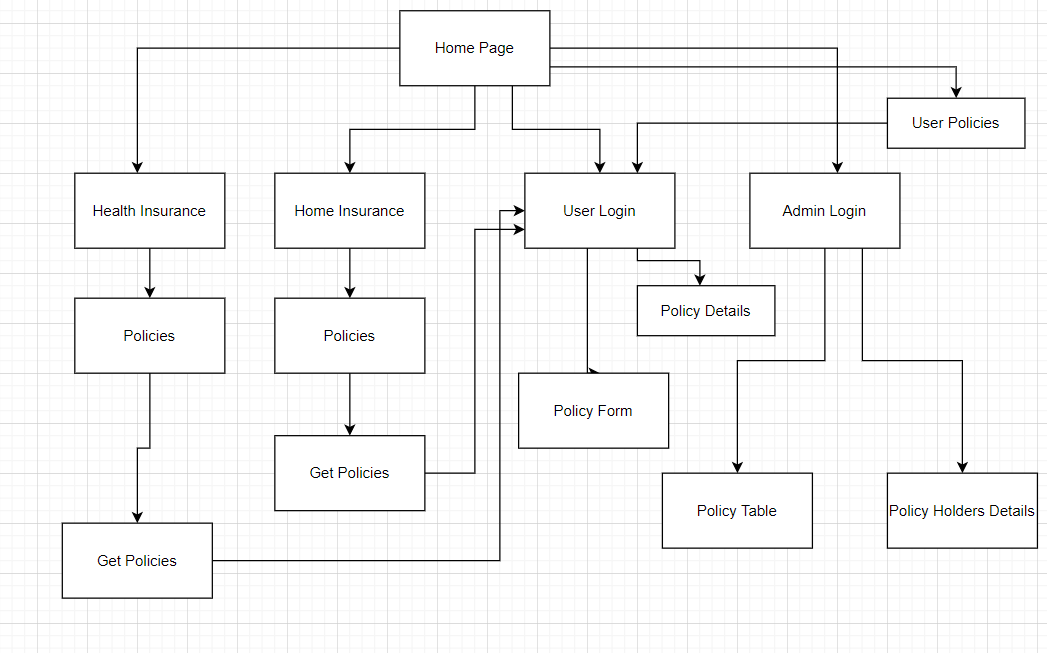 Home Page
User Policies
Health Insurance
Home Insurance
User Login
Admin Login
Policy Details
Policies
Policies
Policy Form
Get Policies
Policy Table
Policy Holders Details
Get Policies